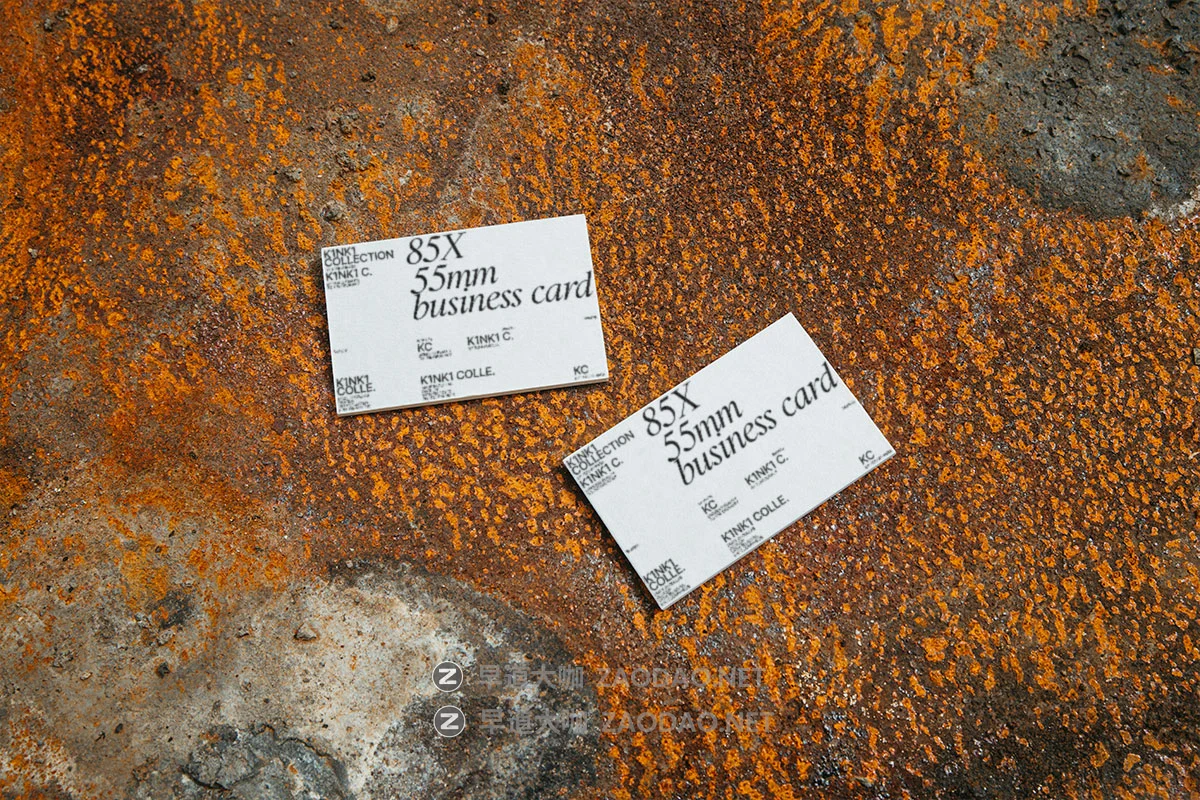 K1NK1
COLLECTION
K1NK1 C.
85X
55mm
business card
KC
K1NK1 C.
K1NK1
COLLE.
K1NK1 COLLE.
KC
K1NK1
COLLECTION
K1NK1 C.
85X
55mm
business card
KC
K1NK1 C.
K1NK1
COLLE.
K1NK1 COLLE.
KC
早道大咖 ZAODAO.NET
早道大咖 ZAODAO.NET